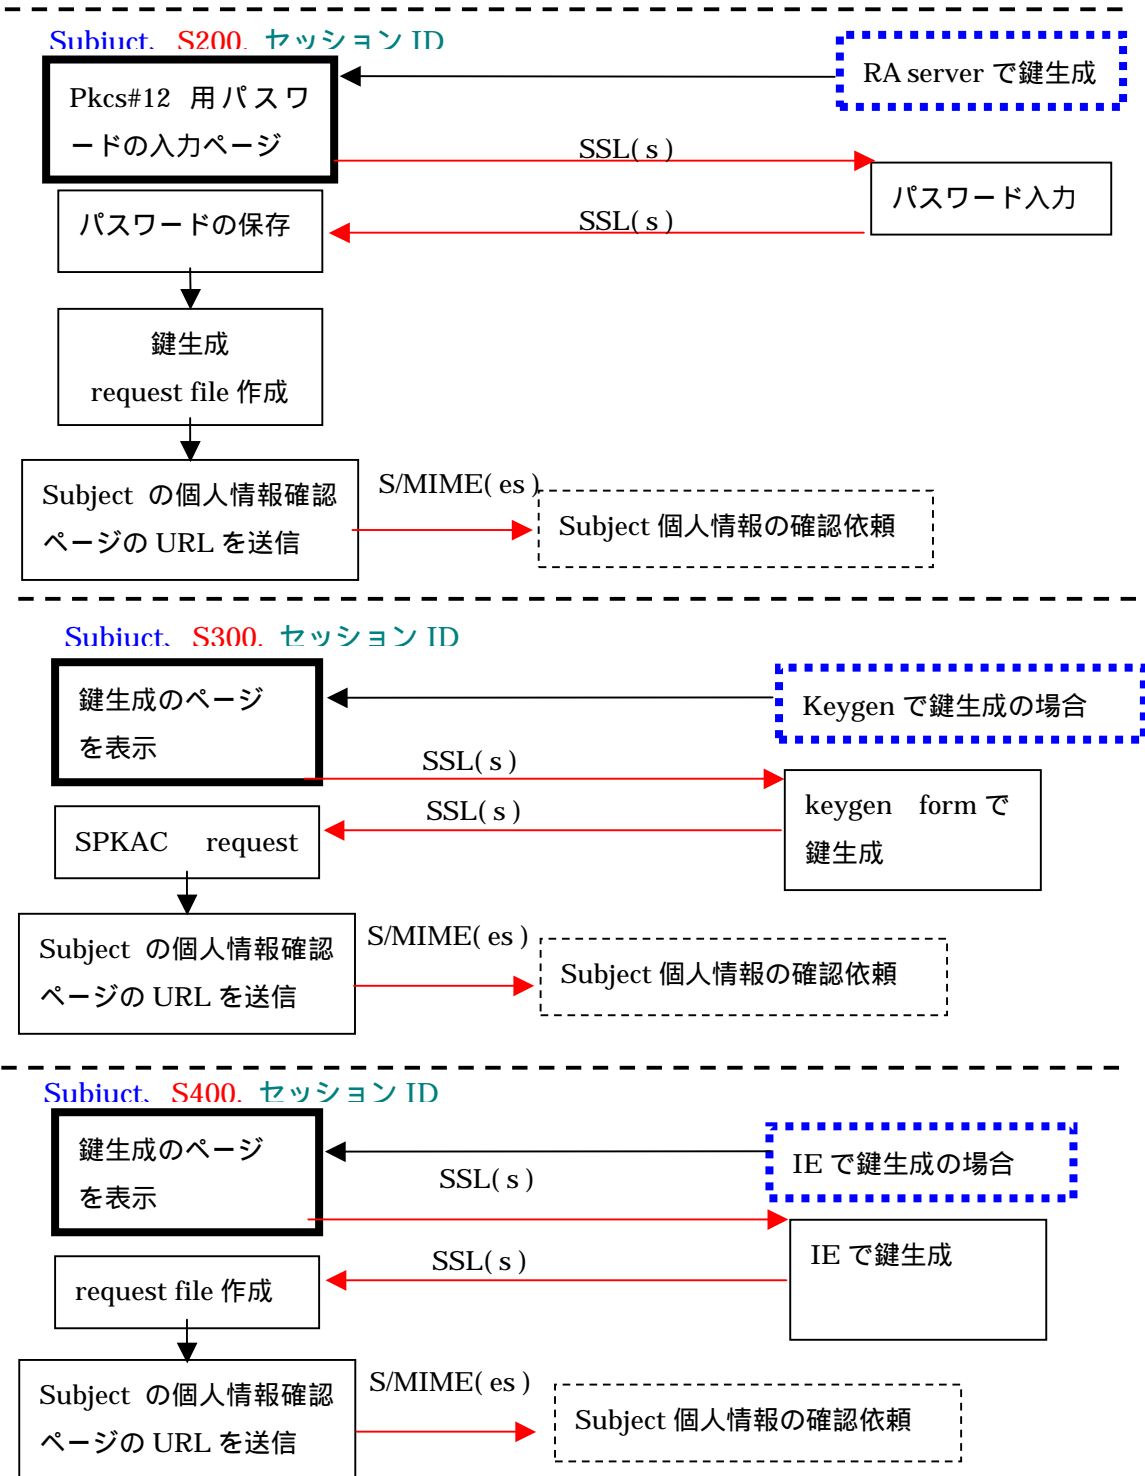 Subjuct、S200、セッション ID
RA server で鍵生成
Pkcs#12 用パスワ
ードの入力ページ
SSL( s )
パスワード入力
パスワードの保存
SSL( s )
鍵生成
request file 作成
Subject の個人情報確認
ページの URL を送信
S/MIME( es )
Subject 個人情報の確認依頼
Subjuct、S300、セッション ID
鍵生成のページ
を表示
Keygen で鍵生成の場合
SSL( s )
keygen form で
鍵生成
SSL( s )
SPKAC request
Subject の個人情報確認
ページの URL を送信
S/MIME( es )
Subject 個人情報の確認依頼
Subjuct、S400、セッション ID
鍵生成のページ
を表示
IE で鍵生成の場合
SSL( s )
IE で鍵生成
SSL( s )
request file 作成
Subject の個人情報確認
ページの URL を送信
S/MIME( es )
Subject 個人情報の確認依頼